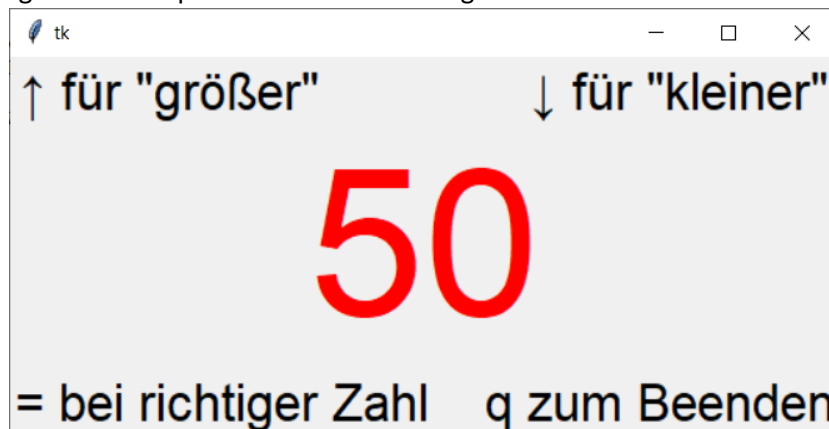 tk
↑ für "größer" ↓ für "kleiner"
50
= bei richtiger Zahl q zum Beenden